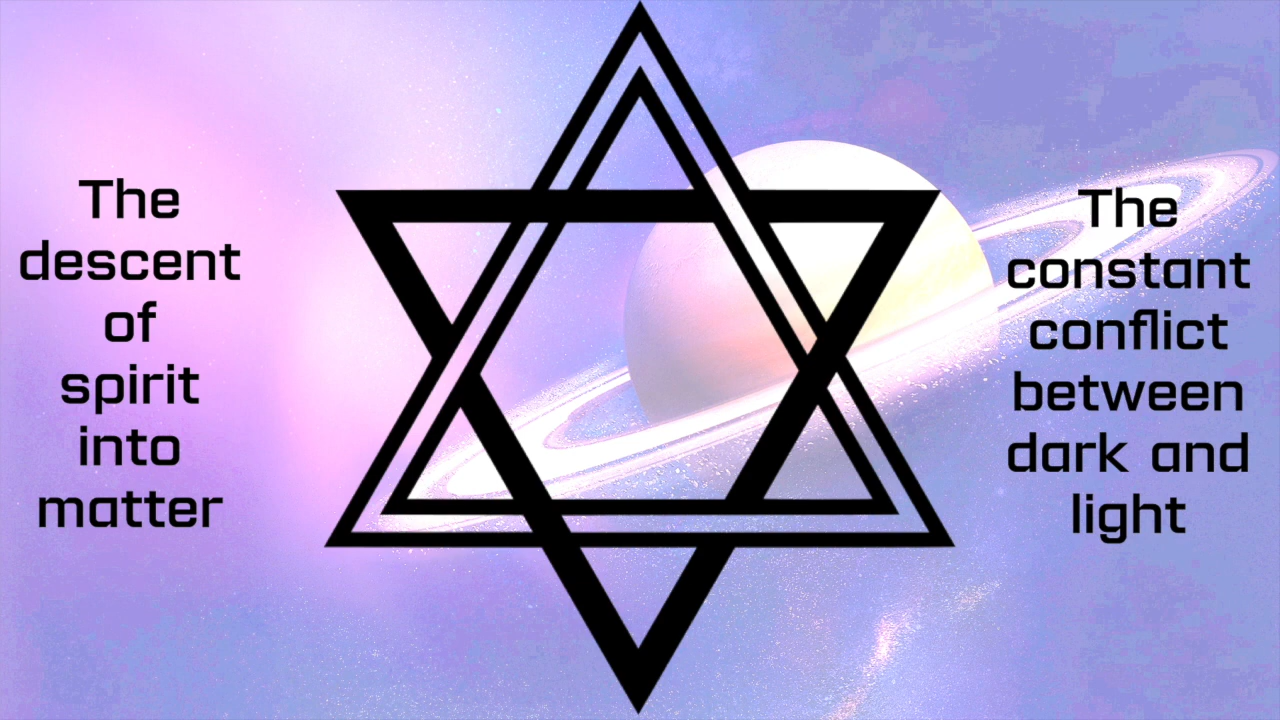 The
descent
of
spirit
into
matter
The
constant
conflict
between
dark and
light